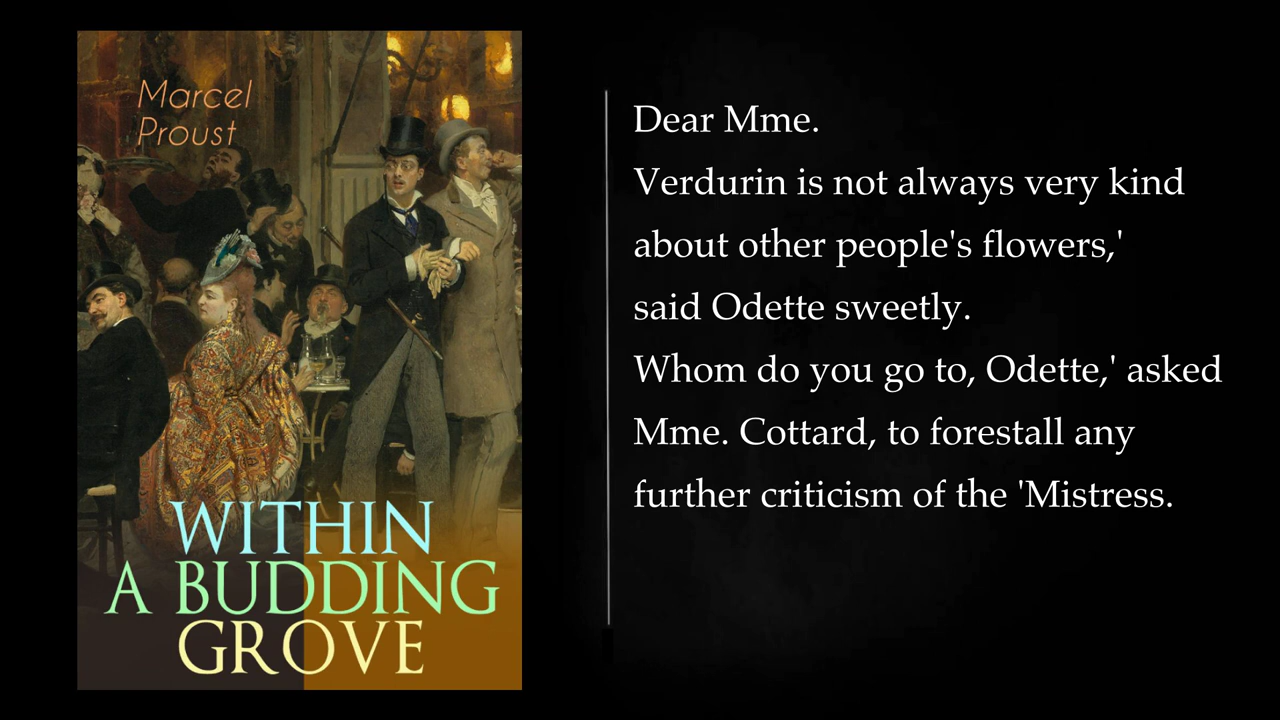 Marcel
Proust
WITHIN
A BUDDING
GROVE
Dear Mme.
Verdurin is not always very kind
about other people's flowers,'
said Odette sweetly.
Whom do you go to, Odette,' asked
Mme. Cottard, to forestall any
further criticism of the 'Mistress.